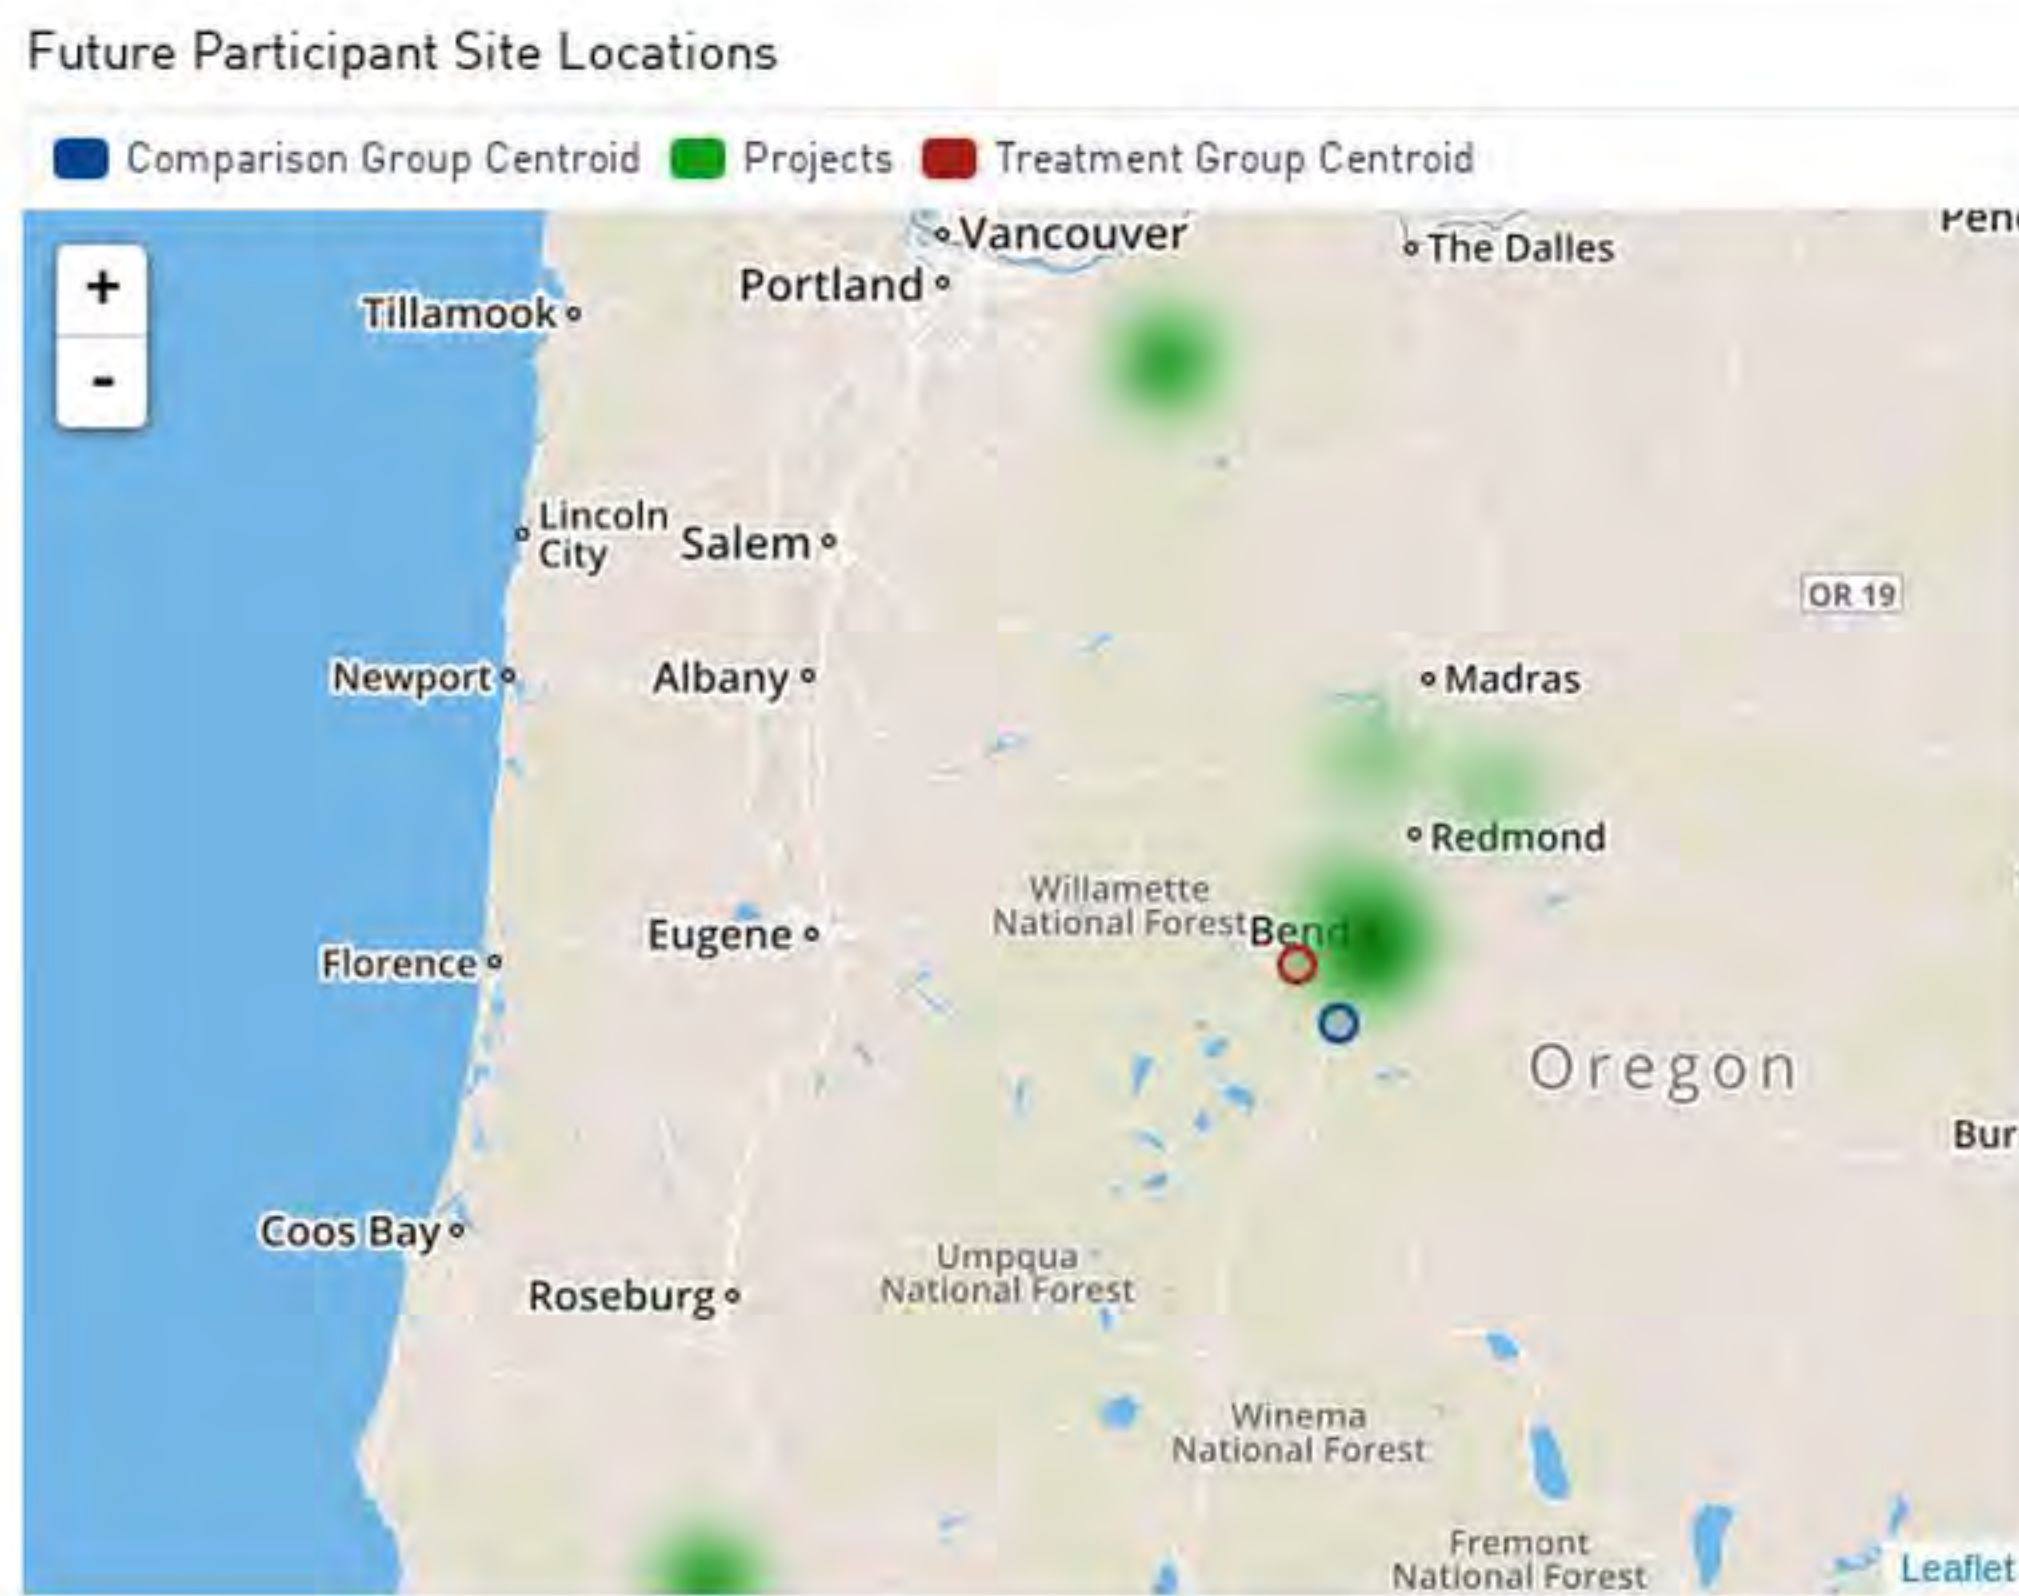 Future Participant Site Locations
Comparison Group Centroid Projects Treatment Group Centroid
+
-
Vancouver
The Dalles
Portland
Tillamook
Lincoln
City
Salem
OR 19
Newport
Albany
Madras
Redmond
Willamette
National Forest
Bend
Eugene
Florence
Oregon
Bur
Coos Bay
Umpqua
National Forest
Roseburg
Winema
National Forest
Fremont
National Forest
Leaflet